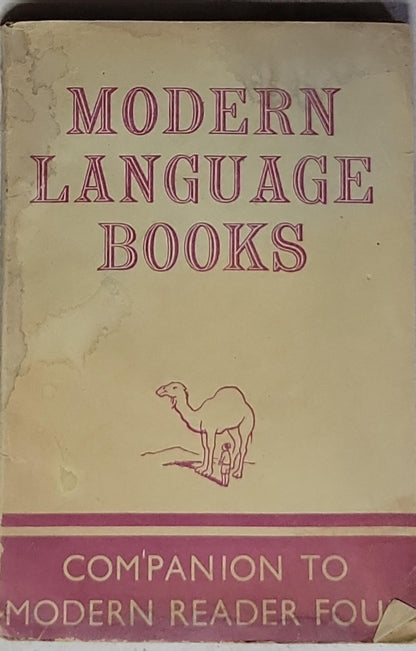 MODERN
LANGUAGE
BOOKS
COMPANION TO
MODERN READER FOU